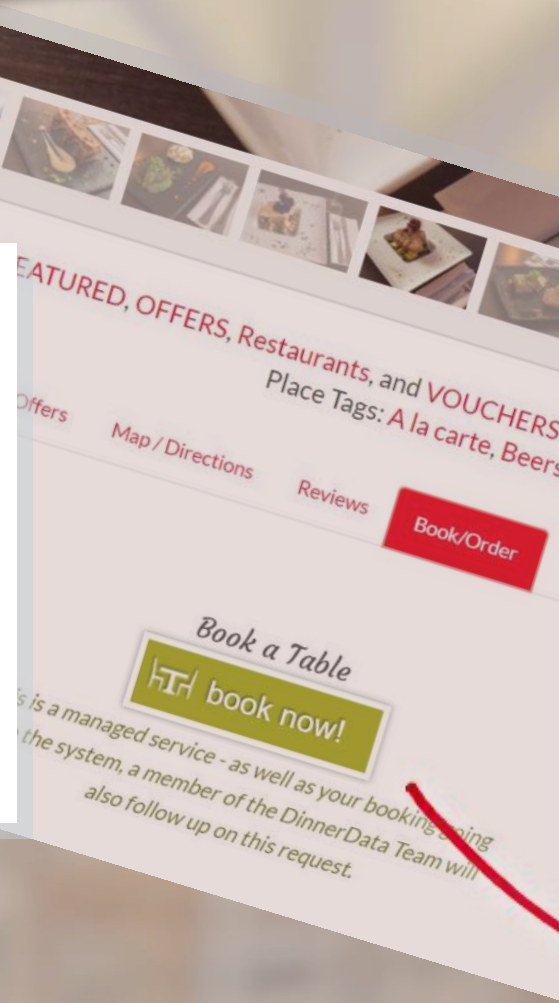 EATURED, OFFERS, Restaurants, and VOUCHERS
Place Tags: A la carte, Beers
Offers
Map / Directions
Reviews
Book/Order
Book a Table
book now!
is a managed service - as well as your booking going
the system, a member of the DinnerData Team will
also follow up on this request.